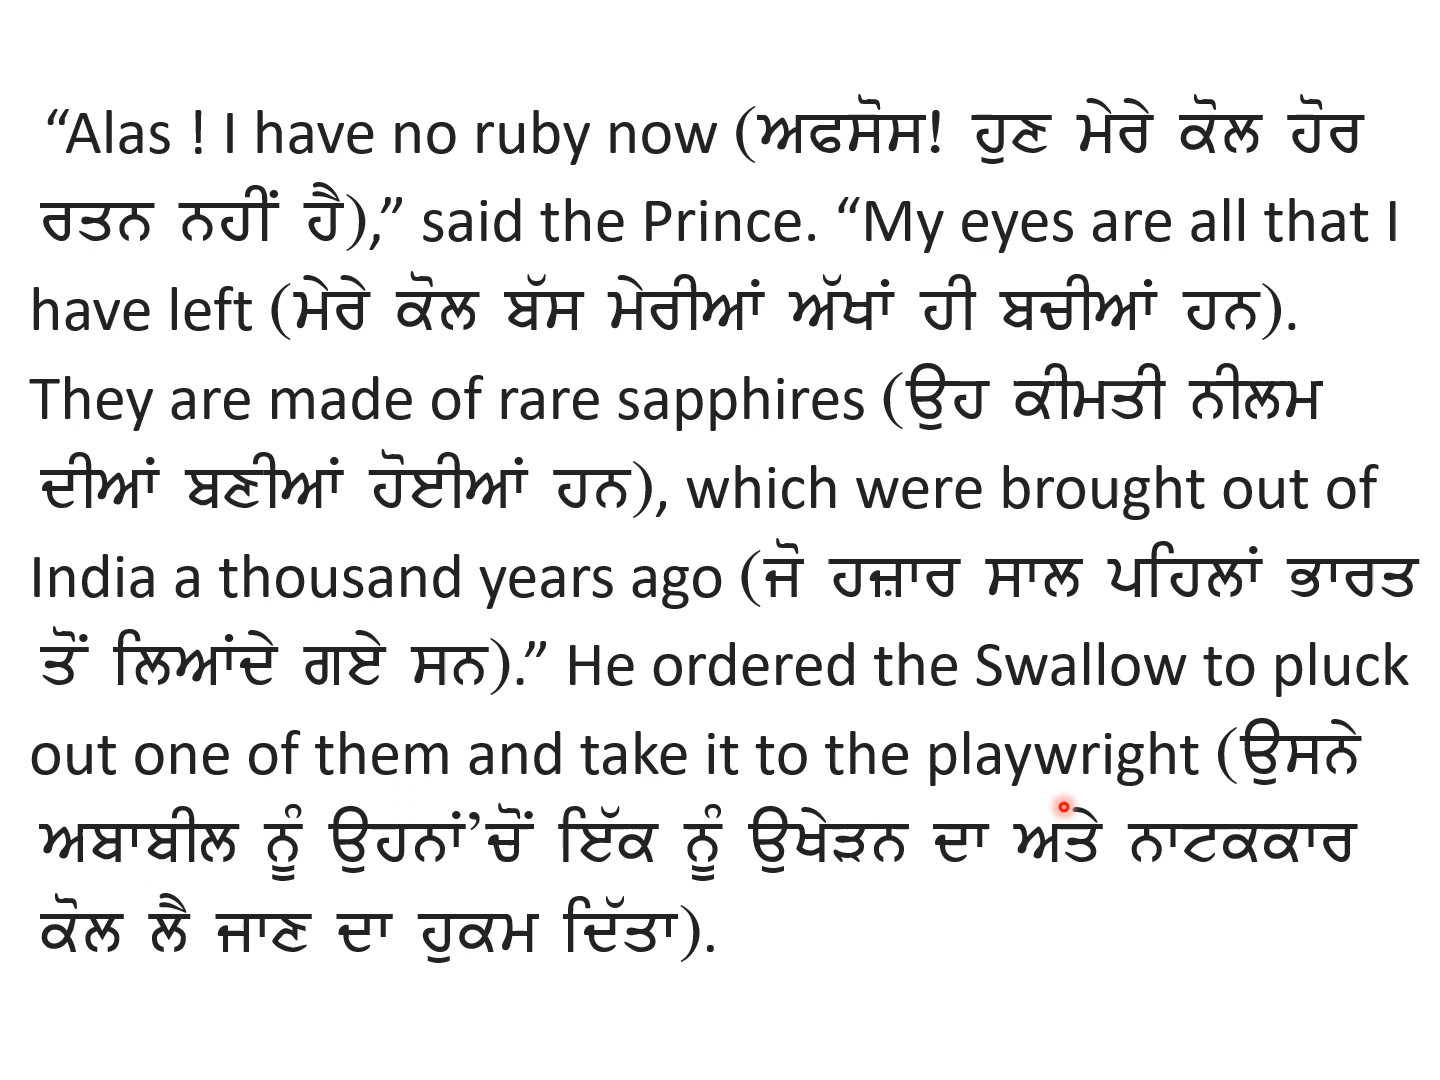 “Alas ! I have no ruby now (ਅਫਸੋਸ! ਹੁਣ ਮੇਰੇ ਕੋਲ ਹੋਰ
ਰਤਨ ਨਹੀਂ ਹੈ),” said the Prince. “My eyes are all that I
have left (ਮੇਰੇ ਕੋਲ ਬੱਸ ਮੇਰੀਆਂ ਅੱਖਾਂ ਹੀ ਬਚੀਆਂ ਹਨ).
They are made of rare sapphires (ਉਹ ਕੀਮਤੀ ਨੀਲਮ
ਦੀਆਂ ਬਣੀਆਂ ਹੋਈਆਂ ਹਨ), which were brought out of
India a thousand years ago (ਜੋ ਹਜ਼ਾਰ ਸਾਲ ਪਹਿਲਾਂ ਭਾਰਤ
ਤੋਂ ਲਿਆਂਦੇ ਗਏ ਸਨ).” He ordered the Swallow to pluck
out one of them and take it to the playwright (ਉਸਨੇ
ਅਬਾਬੀਲ ਨੂੰ ਉਹਨਾਂ’ਚੋਂ ਇੱਕ ਨੂੰ ਉਖੇੜਨ ਦਾ ਅਤੇ ਨਾਟਕਕਾਰ
ਕੋਲ ਲੈ ਜਾਣ ਦਾ ਹੁਕਮ ਦਿੱਤਾ).